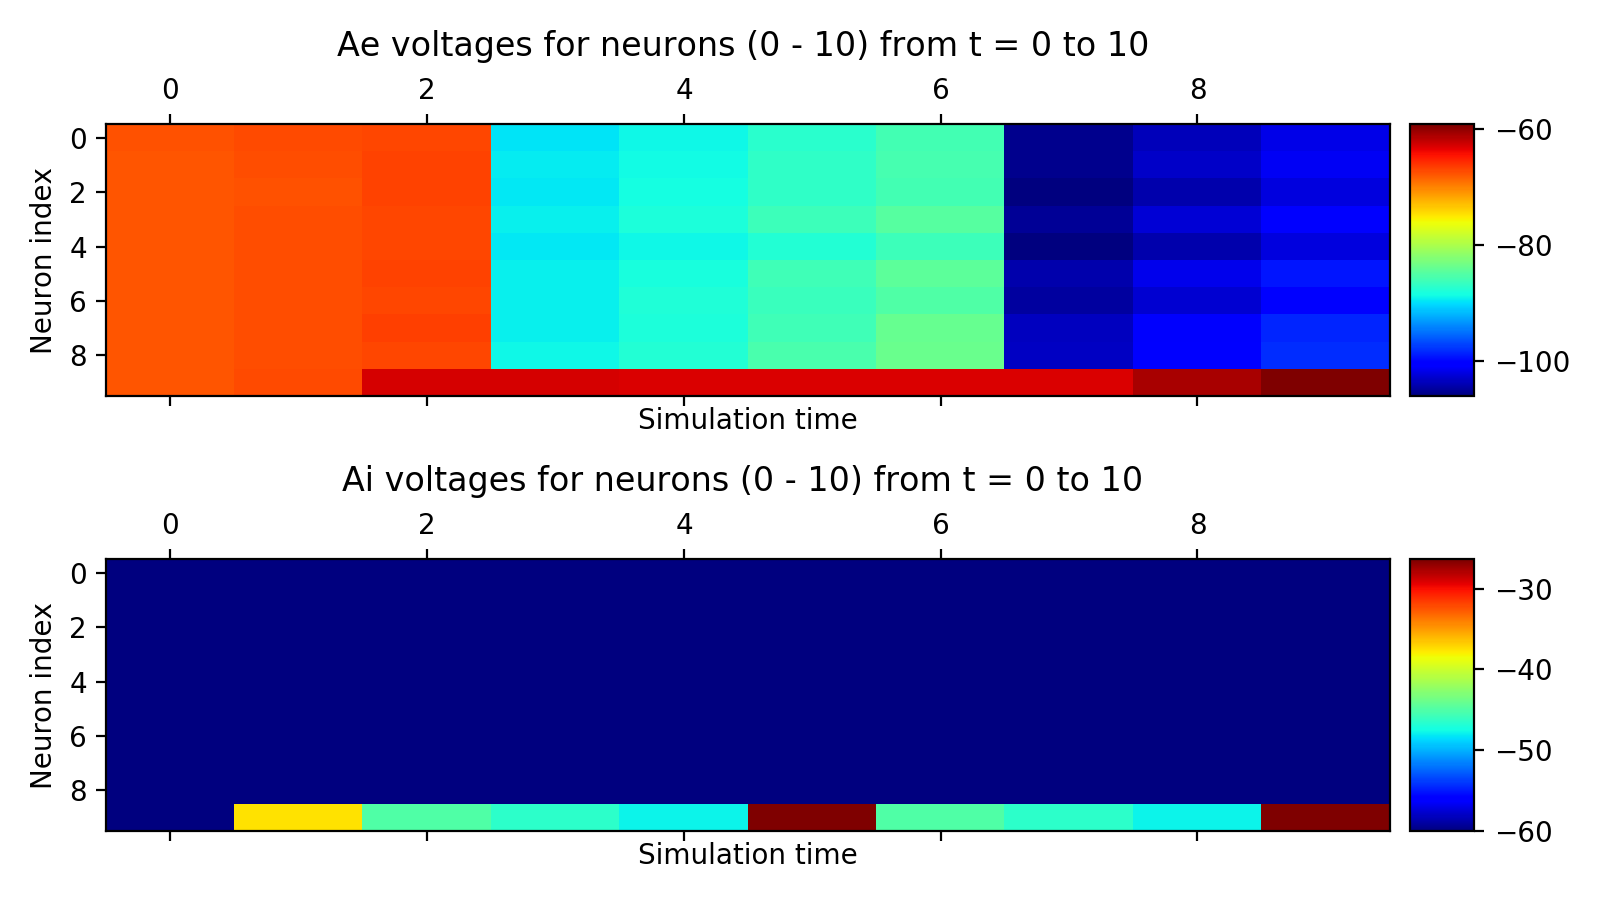 Ae voltages for neurons (0 - 10) from t = 0 to 10
0 2 4 6 8
Neuron index
0
2
4
6
8
−60
−80
−100
Simulation time
Ai voltages for neurons (0 - 10) from t = 0 to 10
0 2 4 6 8
Neuron index
0
2
4
6
8
−30
−40
−50
−60
Simulation time